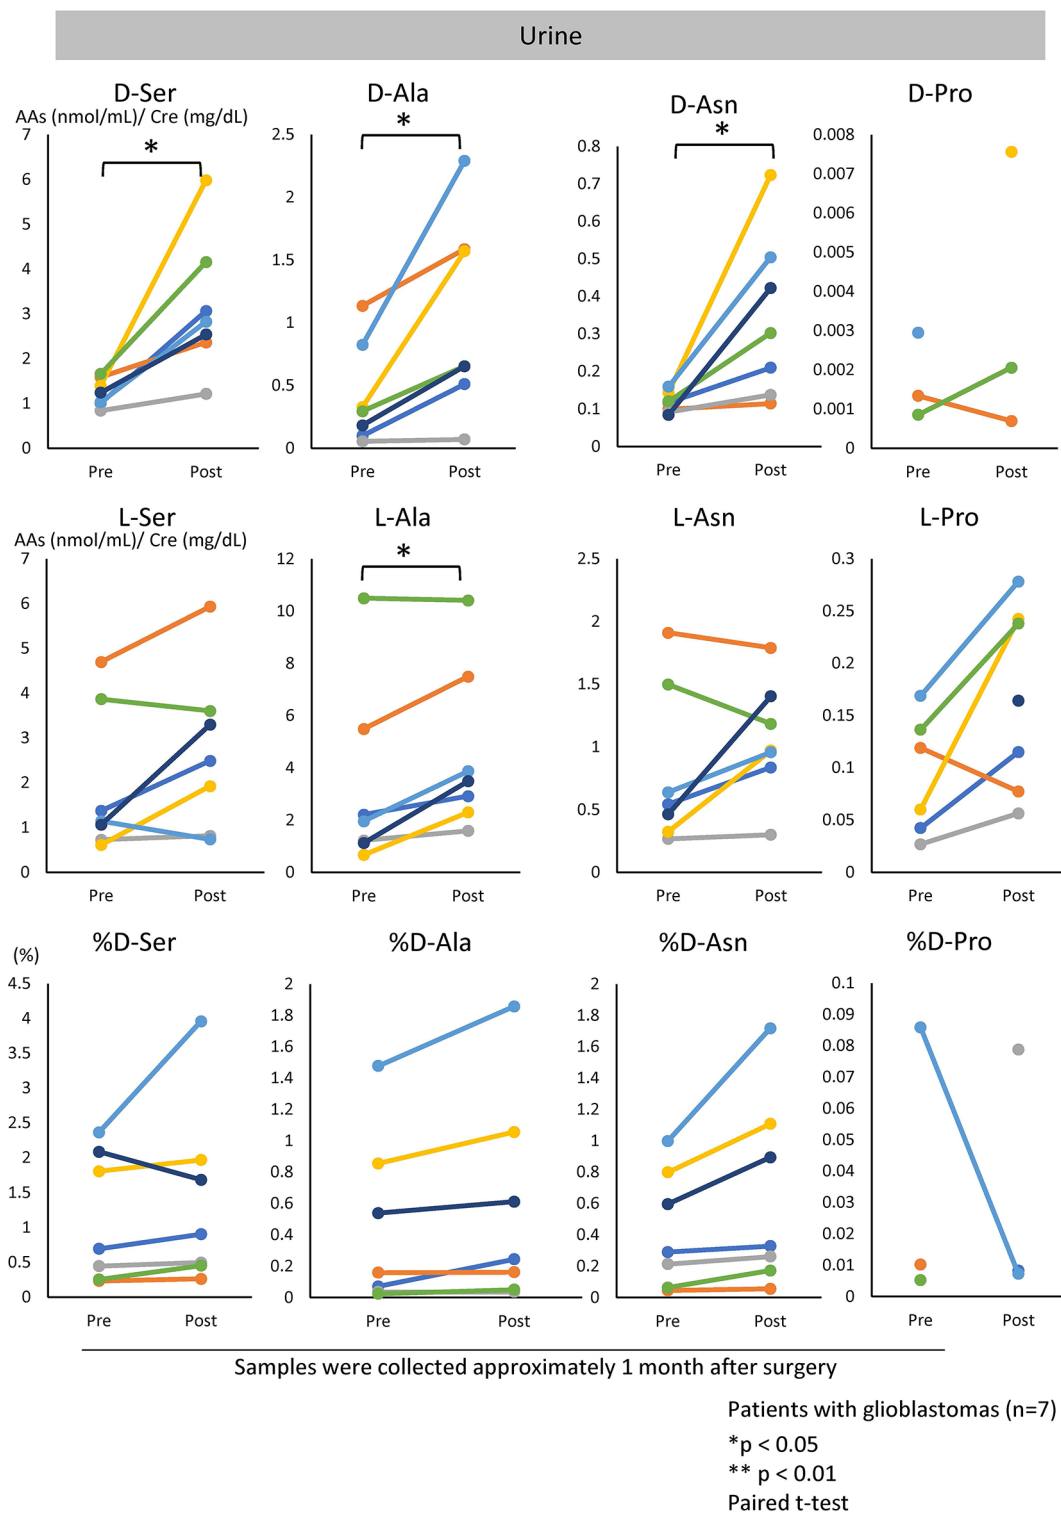 Urine
D-Ser
D-Ala
D-Asn
D-Pro
AAs (nmol/mL)/ Cre (mg/dL)
*
*
*
7
6
5
4
3
2
1
0
Pre
Post
2.5
2
1.5
1
0.5
0
Pre
Post
0.8
0.7
0.6
0.5
0.4
0.3
0.2
0.1
0
Pre
Post
0.008
0.007
0.006
0.005
0.004
0.003
0.002
0.001
0
Pre
Post
L-Ser
L-Ala
L-Asn
L-Pro
AAs (nmol/mL)/ Cre (mg/dL)
*
7
6
5
4
3
2
1
0
Pre
Post
12
10
8
6
4
2
0
Pre
Post
2.5
2
1.5
1
0.5
0
Pre
Post
0.3
0.25
0.2
0.15
0.1
0.05
0
Pre
Post
%D-Ser
%D-Ala
%D-Asn
%D-Pro
(%)
4.5
4
3.5
3
2.5
2
1.5
1
0.5
0
Pre
Post
2
1.8
1.6
1.4
1.2
1
0.8
0.6
0.4
0.2
0
Pre
Post
2
1.8
1.6
1.4
1.2
1
0.8
0.6
0.4
0.2
0
Pre
Post
0.1
0.09
0.08
0.07
0.06
0.05
0.04
0.03
0.02
0.01
0
Pre
Post
Samples were collected approximately 1 month after surgery
Patients with glioblastomas (n=7)
*p < 0.05
** p < 0.01
Paired t-test